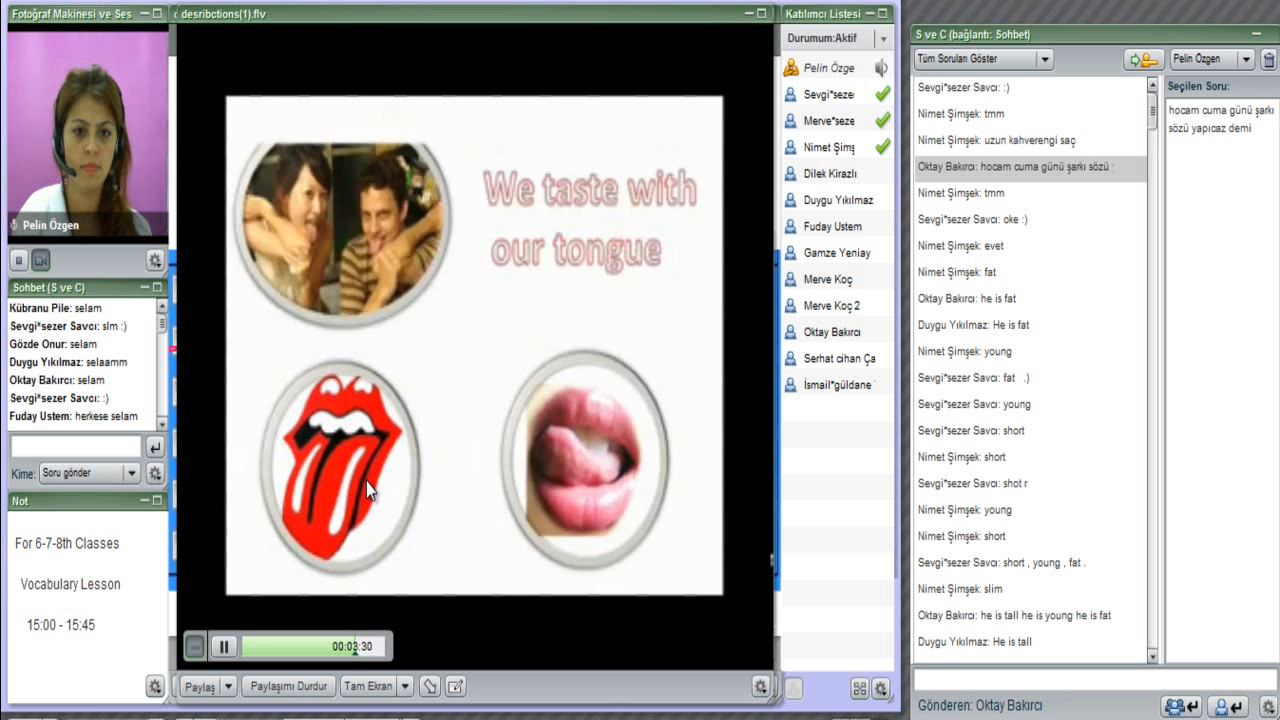 Fotoğraf Makinesi ve Ses
Pelin Özgen
Sohbet (S ve C)
Kübranu Pile: selam
Sevgi*sezer Savcı: slm :)
Gözde Onur: selam
Duygu Yıkılmaz: selaamm
Oktay Bakırcı: selam
Sevgi*sezer Savcı: :)
Fuday Ustem: herkese selam
Kime: Soru gönder
Not
For 6-7-8th Classes
Vocabulary Lesson
15:00 - 15:45
desribctions(1).flv
We taste with
our tongue
00:03:30
Paylaş
Paylaşımı Durdur
Tam Ekran
Katılımcı Listesi
Durumum:Aktif
Pelin Özge
Sevgi*sezer
Merve*seze
Nimet Şimş
Dilek Kirazlı
Duygu Yıkılmaz
Fuday Ustem
Gamze Yeniay
Merve Koç
Merve Koç 2
Oktay Bakırcı
Serhat cihan Ça
İsmail*güldane
S ve C (bağlantı: Sohbet)
Tüm Soruları Göster
Pelin Özgen
Sevgi*sezer Savcı: :)
Nimet Şimşek: tmm
Nimet Şimşek: uzun kahverengi saç
Oktay Bakırcı: hocam cuma günü şarkı sözü
Nimet Şimşek: tmm
Sevgi*sezer Savcı: oke :)
Nimet Şimşek: evet
Nimet Şimşek: fat
Oktay Bakırcı: he is fat
Duygu Yıkılmaz: He is fat
Nimet Şimşek: young
Sevgi*sezer Savcı: fat .)
Sevgi*sezer Savcı: young
Sevgi*sezer Savcı: short
Nimet Şimşek: short
Sevgi*sezer Savcı: shot r
Nimet Şimşek: young
Nimet Şimşek: short
Sevgi*sezer Savcı: short , young , fat .
Nimet Şimşek: slim
Oktay Bakırcı: he is tall he is young he is fat
Duygu Yıkılmaz: He is tall
Seçilen Soru:
hocam cuma günü şarkı
sözü yapıcaz demi
Gönderen: Oktay Bakırcı